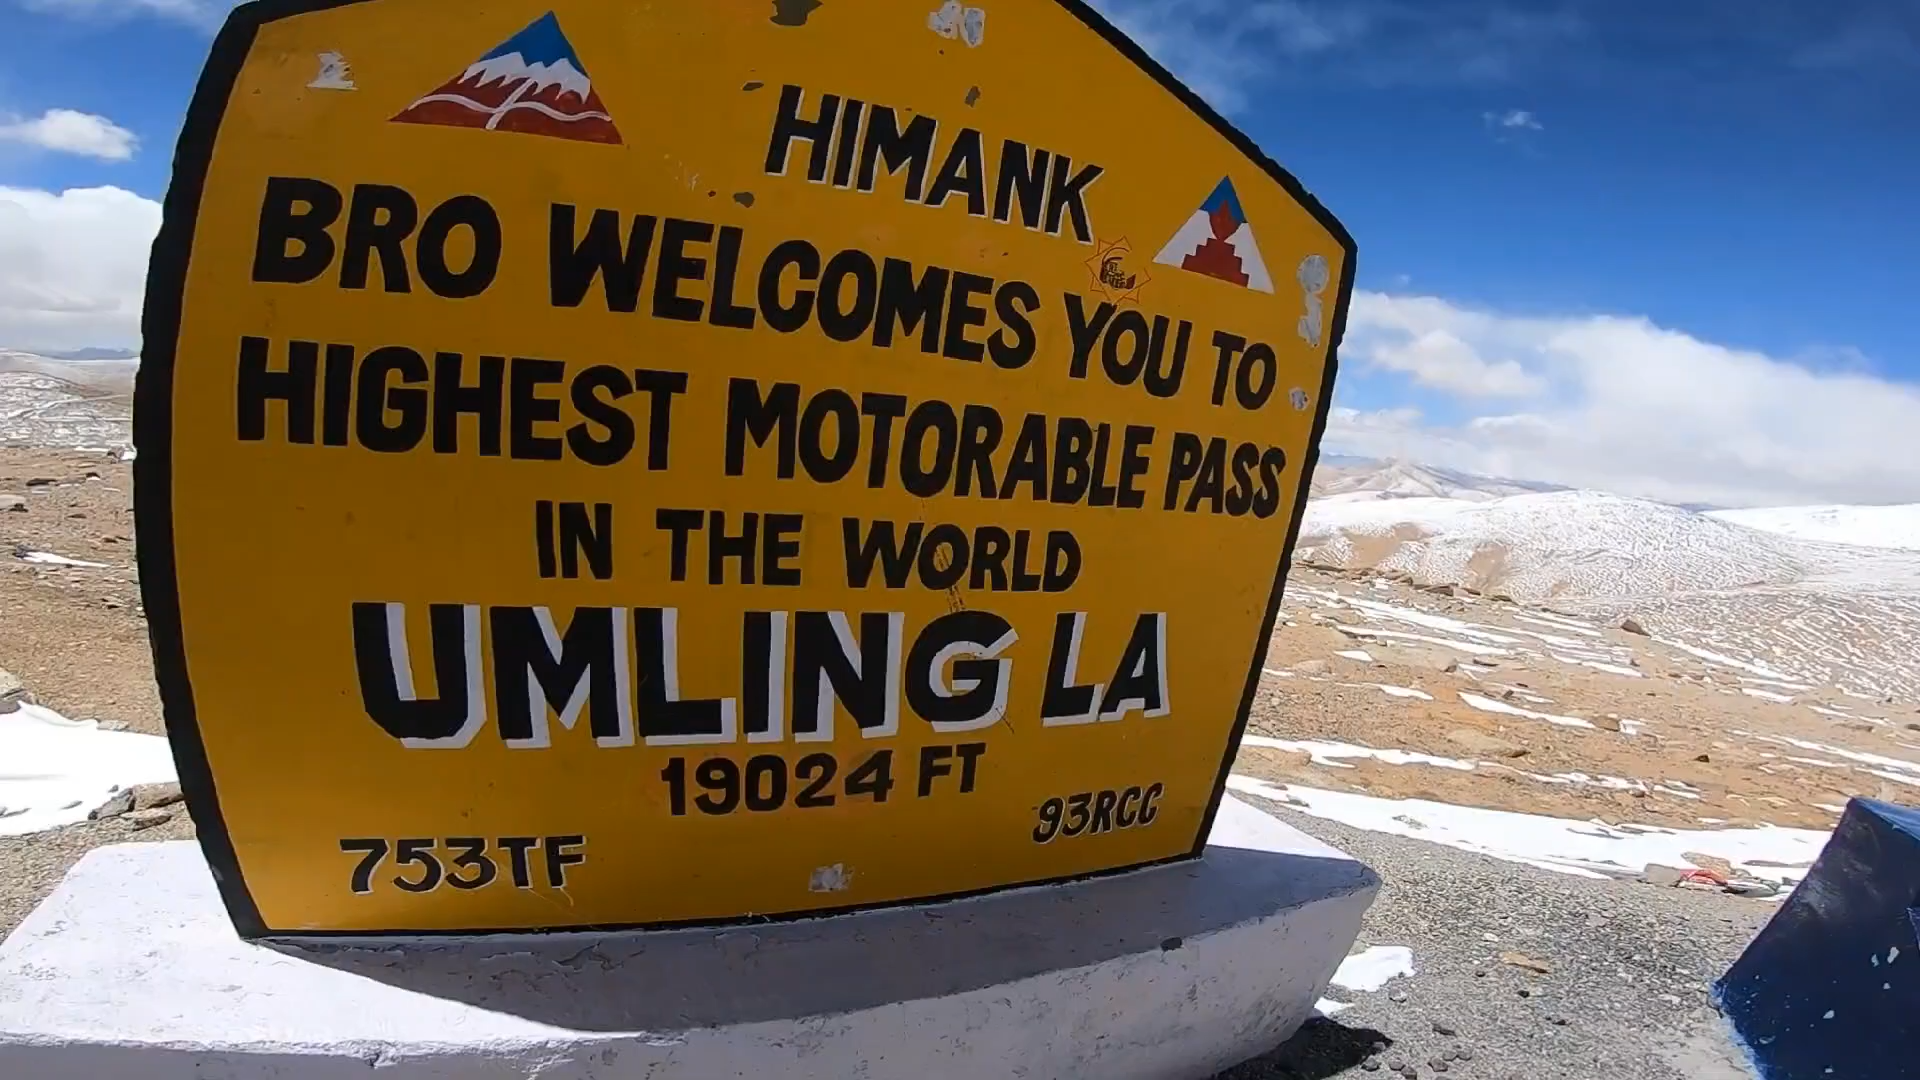 HIMANK
BRO WELCOMES YOU TO
HIGHEST MOTORABLE PASS
IN THE WORLD
UMLING LA
19024 FT
753TF
93RCC